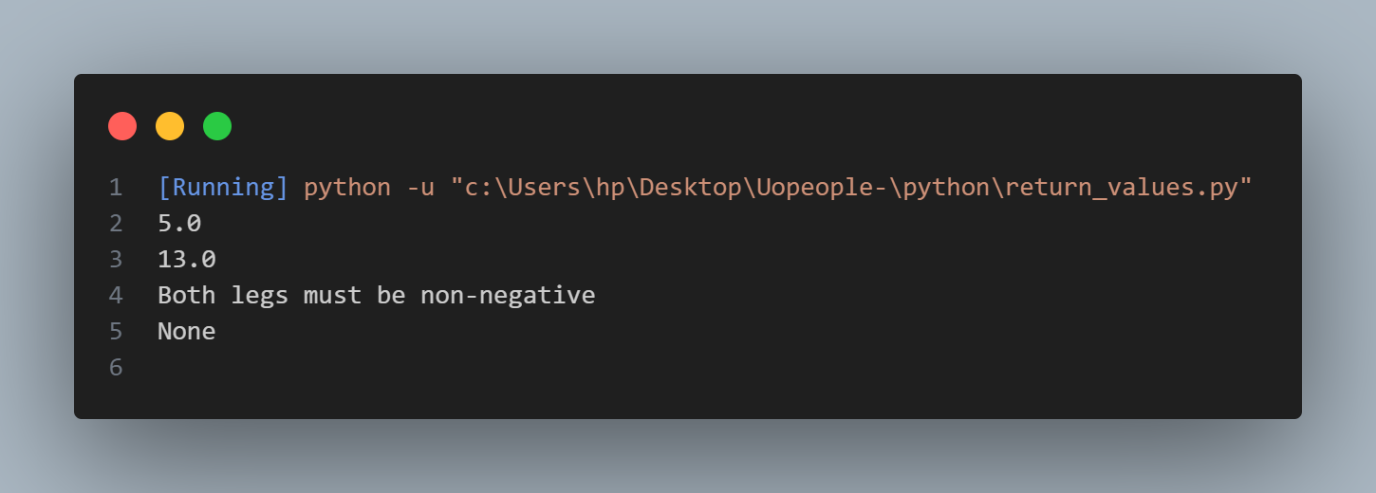 1 [Running] python -u "c:\Users\hp\Desktop\Uopeople-\python\return_values.py"
2 5.0
3 13.0
4 Both legs must be non-negative
5 None
6